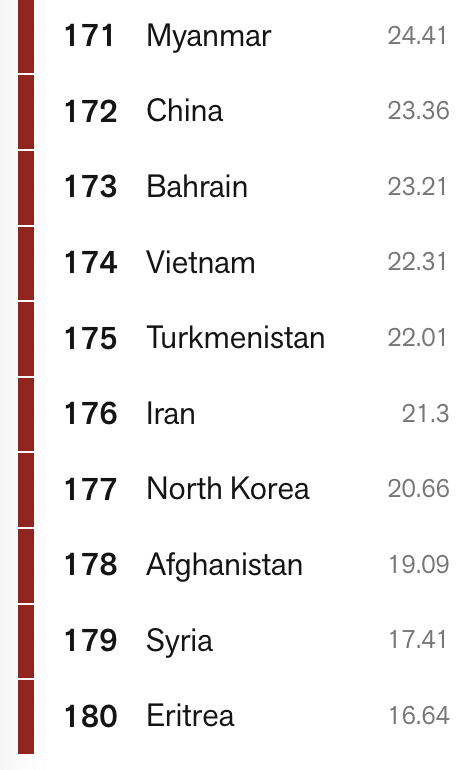 171 Myanmar 24.41
172 China 23.36
173 Bahrain 23.21
174 Vietnam 22.31
175 Turkmenistan 22.01
176 Iran 21.3
177 North Korea 20.66
178 Afghanistan 19.09
179 Syria 17.41
180 Eritrea 16.64